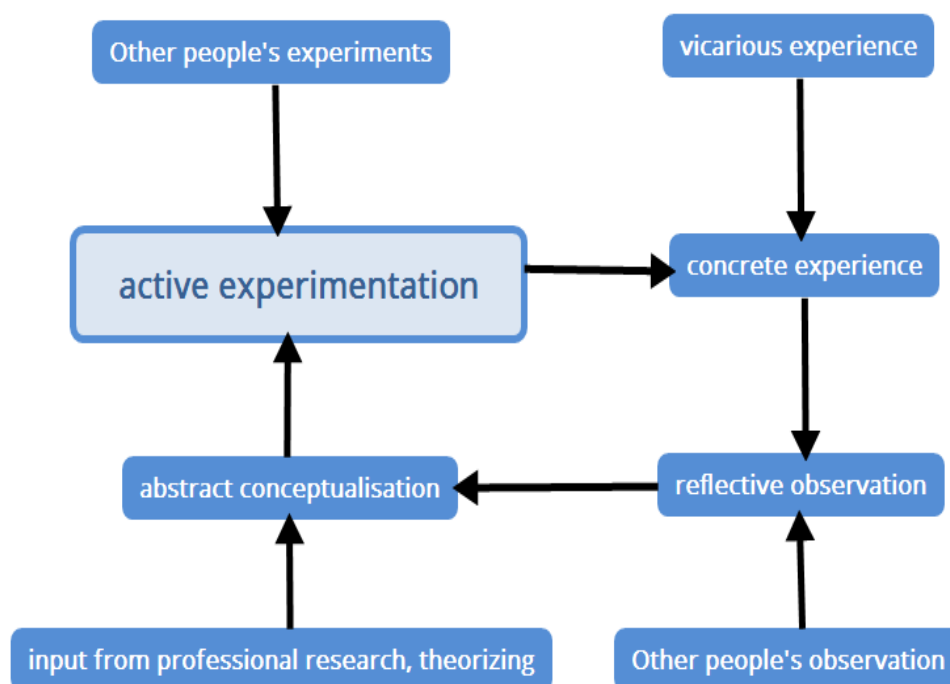 Other people's experiments
vicarious experience
active experimentation
concrete experience
abstract conceptualisation
reflective observation
input from professional research, theorizing
Other people's observation